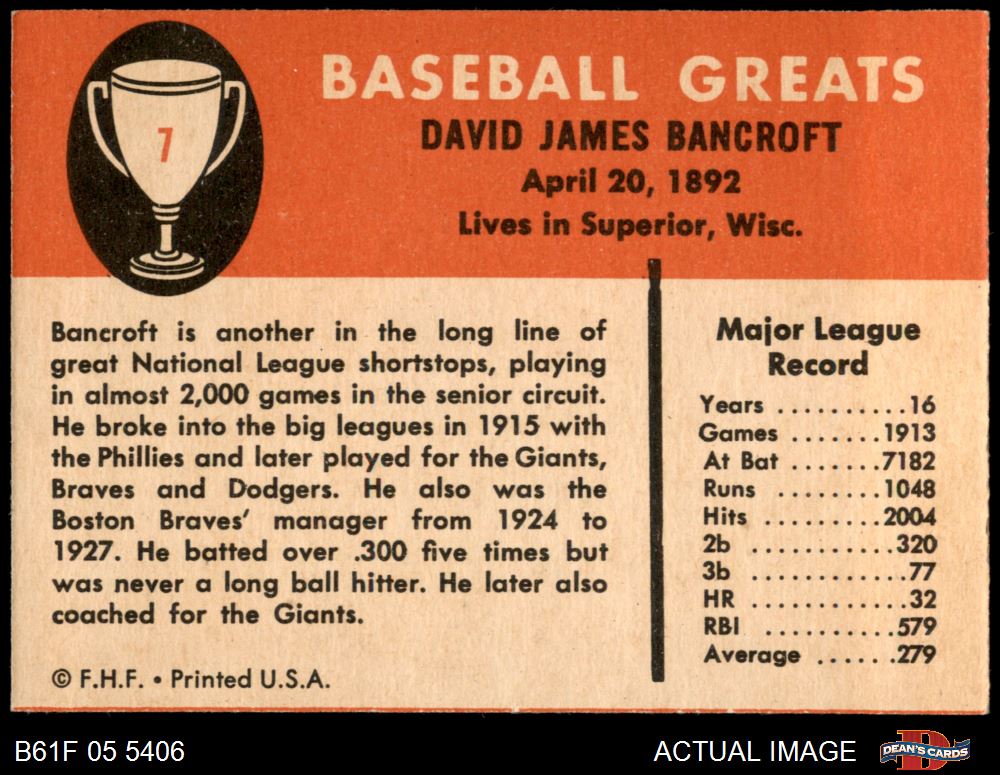 7
BASEBALL GREATS
DAVID JAMES BANCROFT
April 20, 1892
Lives in Superior, Wisc.
Bancroft is another in the long line of
great National League shortstops, playing
in almost 2,000 games in the senior circuit.
He broke into the big leagues in 1915 with
the Phillies and later played for the Giants,
Braves and Dodgers. He also was the
Boston Braves' manager from 1924 to
1927. He batted over .300 five times but
was never a long ball hitter. He later also
coached for the Giants.
© F.H.F. • Printed U.S.A.
Major League
Record
Years ..........16
Games .......1913
At Bat .......7182
Runs ........1048
Hits .........2004
2b ...........320
3b ............77
HR ...........32
RBI ..........579
Average ......279
B61F 05 5406
ACTUAL IMAGE
D
DEAN'S CARDS